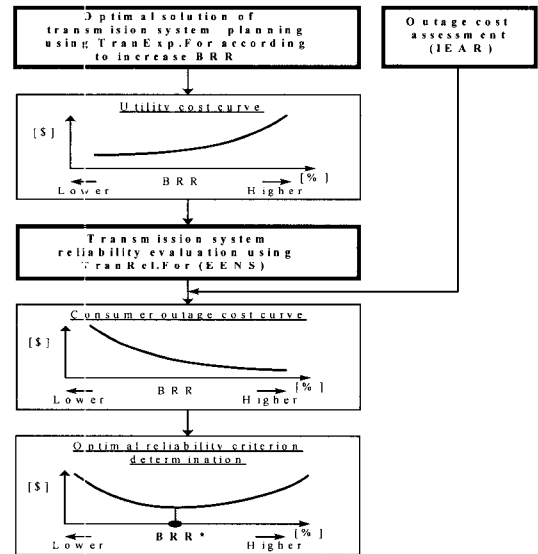 Optimal solution of
transmision system planning
using TranExp.For according
to increase BRR
Outage cost
assessment
(IEAR)
Utility cost curve
[$]
[%]
Lower BRR Higher
Transmission system
reliability evaluation using
TranRel.For (EENS)
Consumer outage cost curve
[$]
[%]
Lower BRR Higher
Optimal reliability criterion
determination
[$]
[%]
Lower BRR* Higher